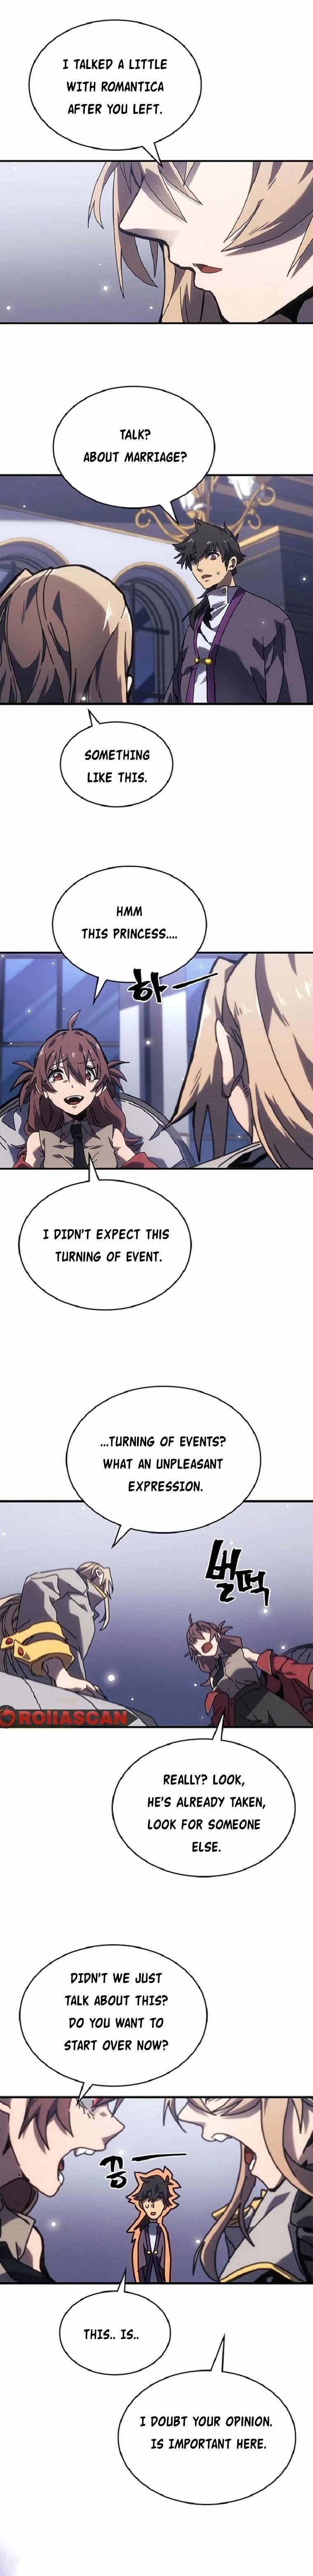 I TALKED A LITTLE
WITH ROMANTICA
AFTER YOU LEFT.
TALK?
ABOUT MARRIAGE?
SOMETHING
LIKE THIS.
HMM
THIS PRINCESS....
하
I DIDN'T EXPECT THIS
TURNING OF EVENT.
...TURNING OF EVENTS?
WHAT AN UNPLEASANT
EXPRESSION.
벌떡
ROIIASCAN
REALLY? LOOK,
HE'S ALREADY TAKEN,
LOOK FOR SOMEONE
ELSE.
DIDN'T WE JUST
TALK ABOUT THIS?
DO YOU WANT TO
START OVER NOW?
끔
THIS.. IS..
I DOUBT YOUR OPINION.
IS IMPORTANT HERE.